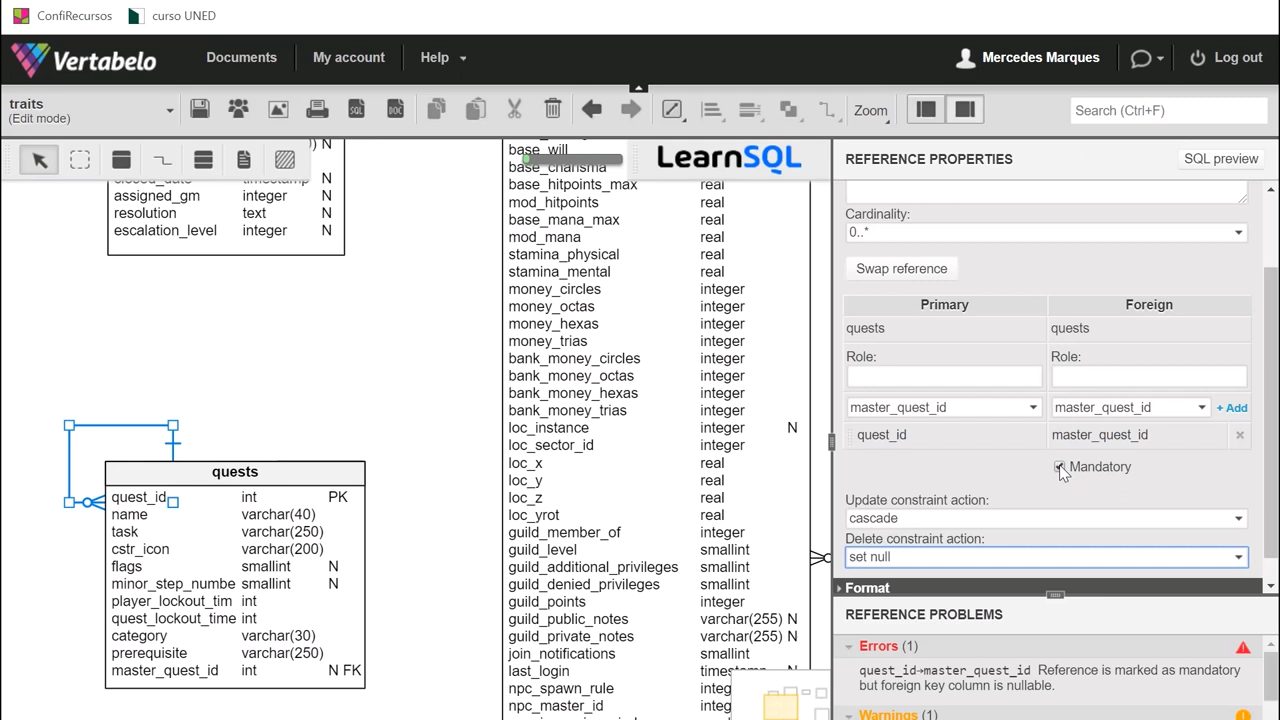 ConfiRecursos curso UNED
Vertabelo Documents My account Help Mercedes Marques Log out
traits
(Edit mode)
SQL DOC Zoom Search (Ctrl+F)
N
timestamp N
assigned_gm integer N
resolution text N
escalation_level integer N
quests
quest_id int PK
name varchar(40)
task varchar(250)
cstr_icon varchar(200)
flags smallint N
minor_step_numbe smallint N
player_lockout_tim int
quest_lockout_time int
category varchar(30)
prerequisite varchar(250)
master_quest_id int N FK
base_will
base_charisma
base_hitpoints_max real
mod_hitpoints real
base_mana_max real
mod_mana real
stamina_physical real
stamina_mental real
money_circles integer
money_octas integer
money_hexas integer
money_trias integer
bank_money_circles integer
bank_money_octas integer
bank_money_hexas integer
bank_money_trias integer
loc_instance integer N
loc_sector_id integer
loc_x real
loc_y real
loc_z real
loc_yrot real
guild_member_of integer
guild_level smallint
guild_additional_privileges smallint
guild_denied_privileges smallint
guild_points integer
guild_public_notes varchar(255) N
guild_private_notes varchar(255) N
join_notifications smallint
last_login
npc_spawn_rule
npc_master_id
LearnSQL
REFERENCE PROPERTIES SQL preview
Cardinality:
0..*
Swap reference
Primary Foreign
quests quests
Role: Role:
master_quest_id master_quest_id + Add
quest_id master_quest_id
Mandatory
Update constraint action:
cascade
Delete constraint action:
set null
Format
REFERENCE PROBLEMS
Errors (1)
quest_id→master_quest_id Reference is marked as mandatory
but foreign key column is nullable.
Warnings (1)